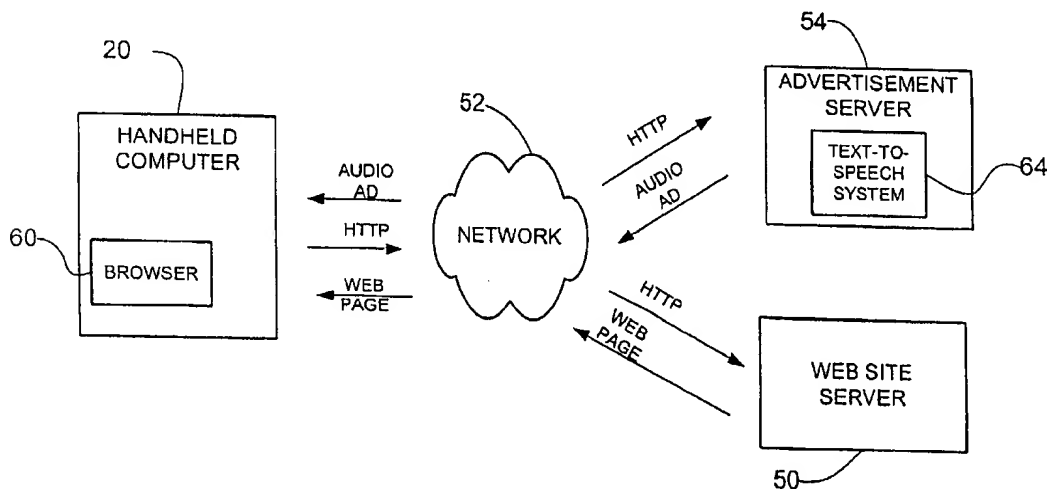 20
HANDHELD
COMPUTER
60
BROWSER
AUDIO
AD
HTTP
WEB
PAGE
52
NETWORK
HTTP
AUDIO
AD
HTTP
WEB
PAGE
54
ADVERTISEMENT
SERVER
TEXT-TO-
SPEECH
SYSTEM
64
WEB SITE
SERVER
50